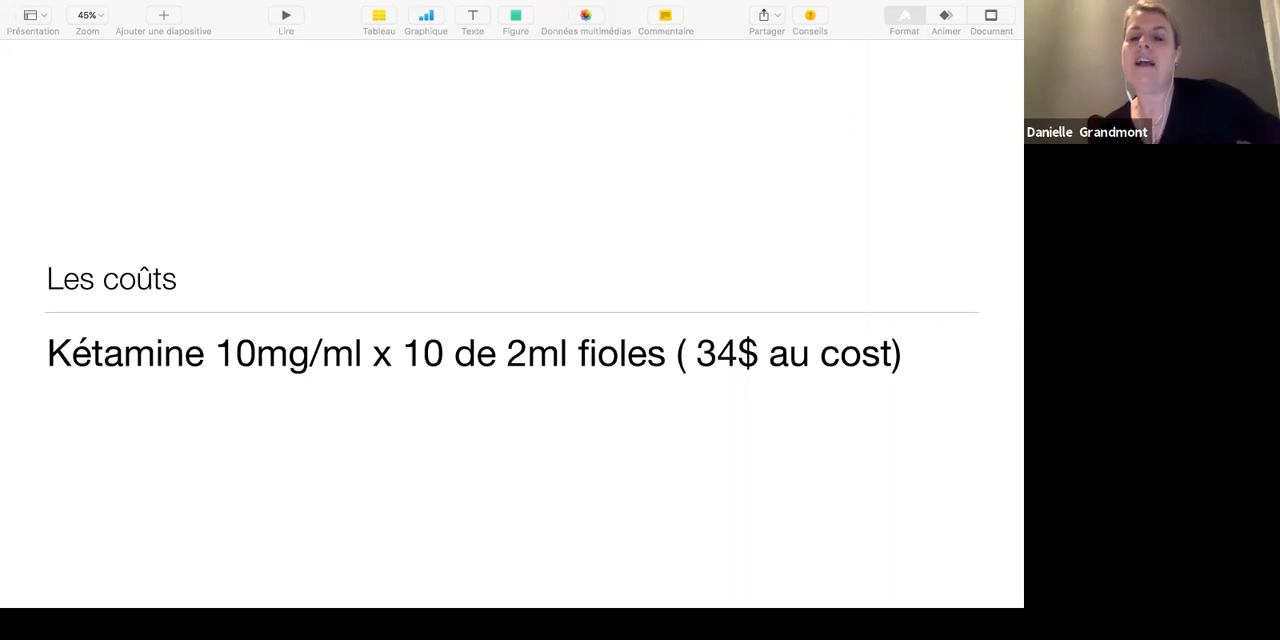 Présentation
45%
Zoom
Ajouter une diapositive
Lire
Tableau
Graphique
Texte
Figure
Données multimédias
Commentaire
Partager
Conseils
Format
Animer
Document
Danielle Grandmont
Les coûts
Kétamine 10mg/ml x 10 de 2ml fioles ( 34$ au cost)